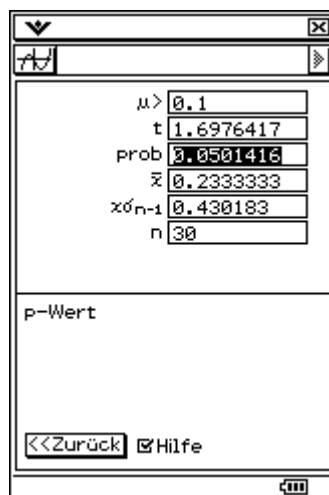 μ> 0.1
t 1.6976417
prob 0.0501416
x̄ 0.2333333
xσn-1 0.430183
n 30
p-Wert
<<Zurück Hilfe